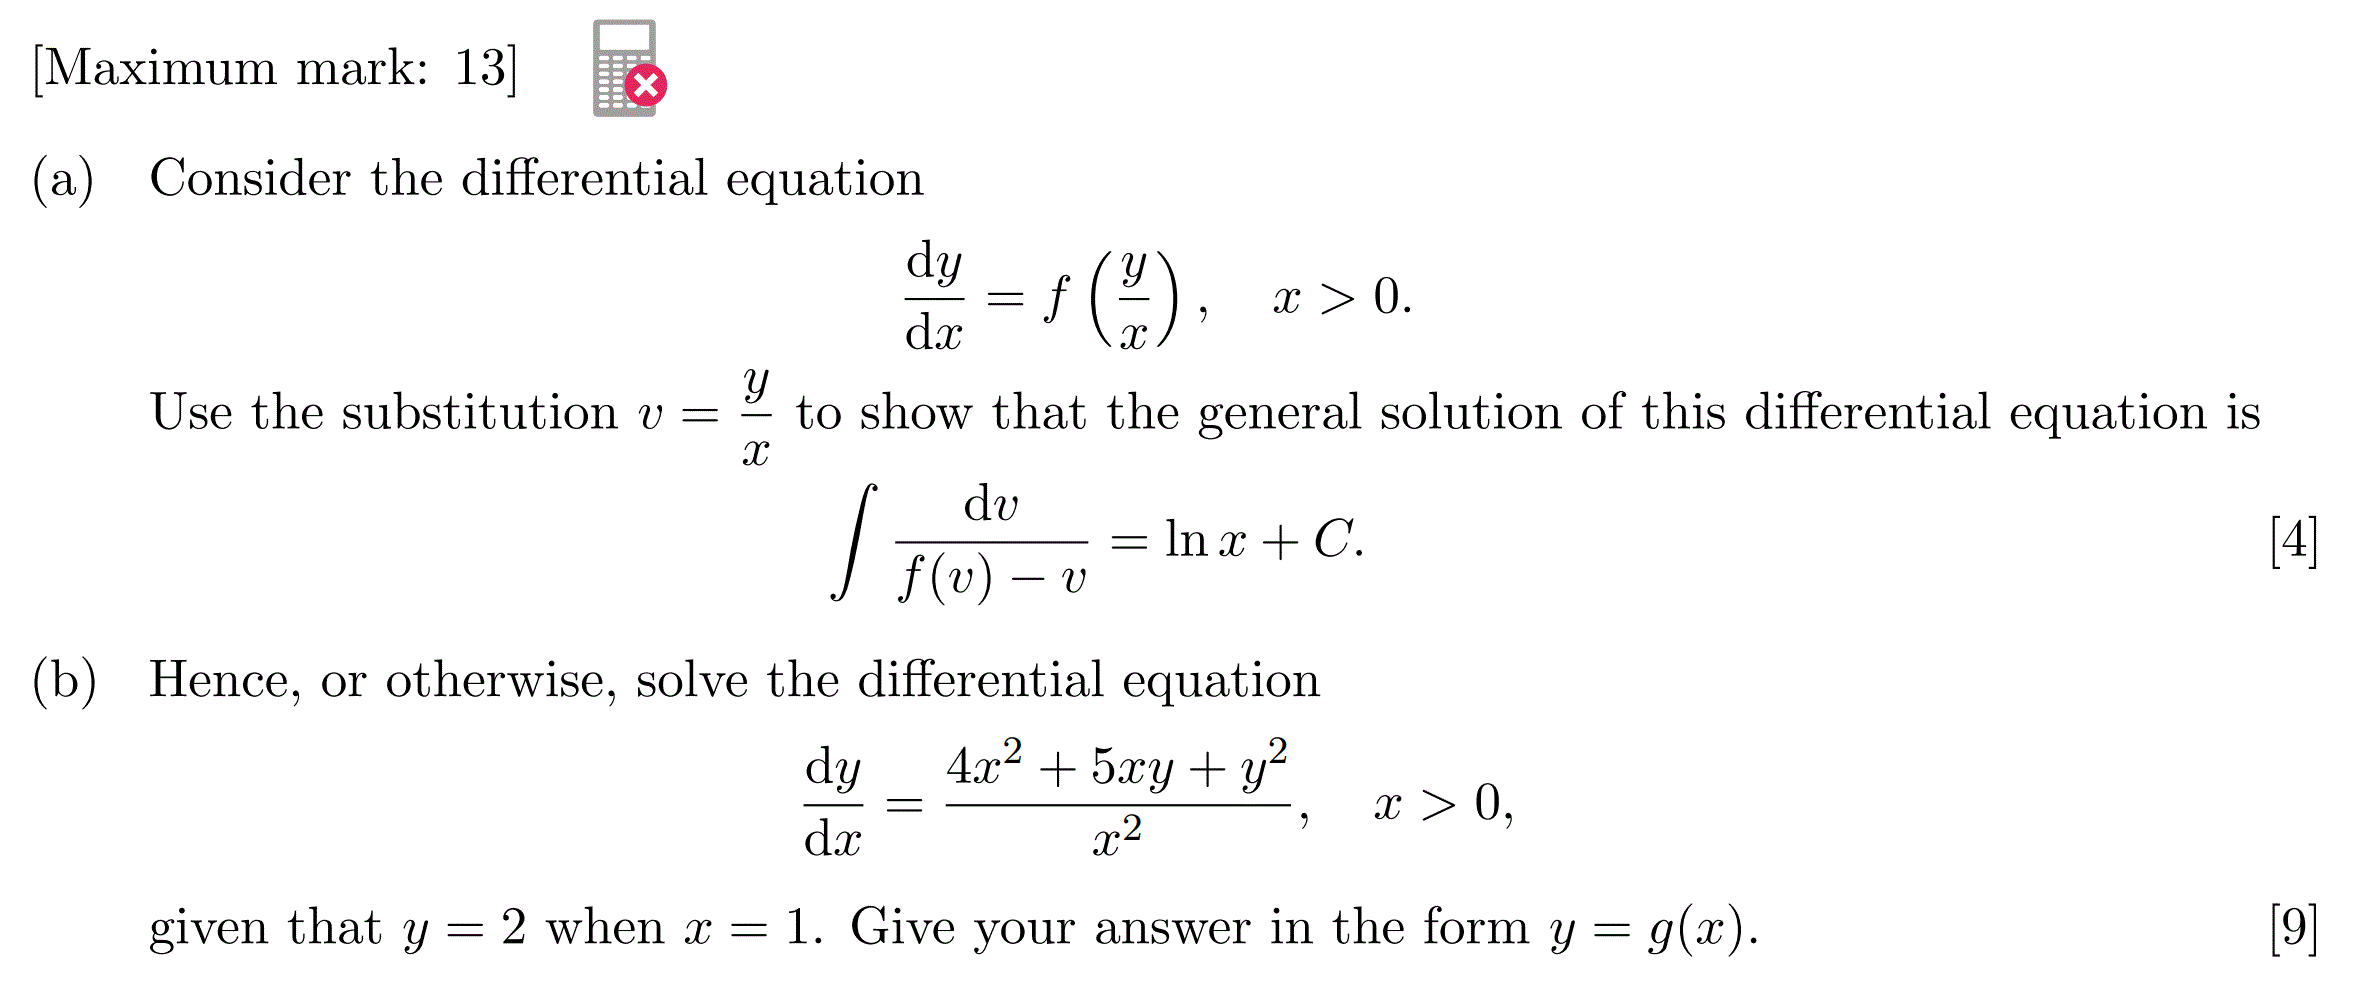 [Maximum mark: 13]
(a) Consider the differential equation
dy/dx = f(y/x), x > 0.
Use the substitution v = y/x to show that the general solution of this differential equation is
∫ dv/(f(v) − v) = ln x + C. [4]
(b) Hence, or otherwise, solve the differential equation
dy/dx = (4x² + 5xy + y²)/x², x > 0,
given that y = 2 when x = 1. Give your answer in the form y = g(x). [9]